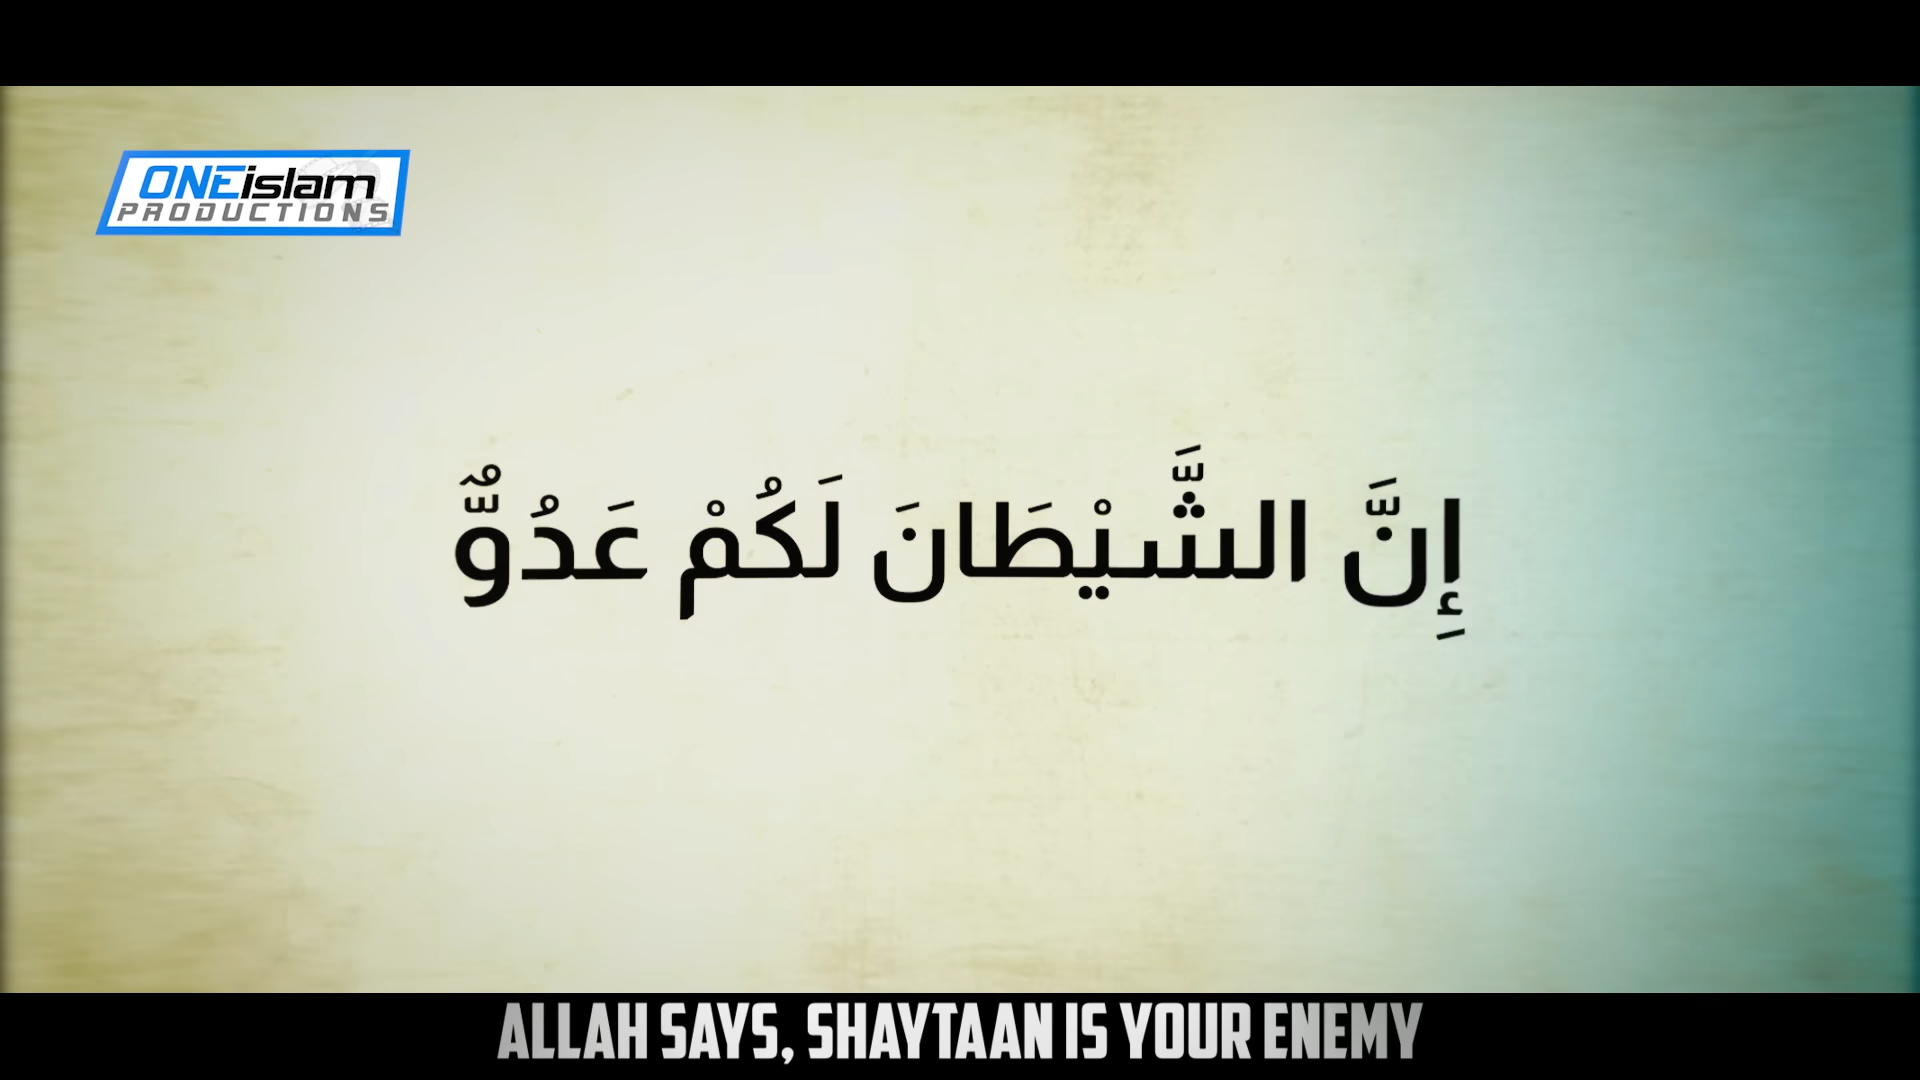 ONEislam
PRODUCTIONS
إِنَّ الشَّيْطَانَ لَكُمْ عَدُوٌّ
ALLAH SAYS, SHAYTAAN IS YOUR ENEMY